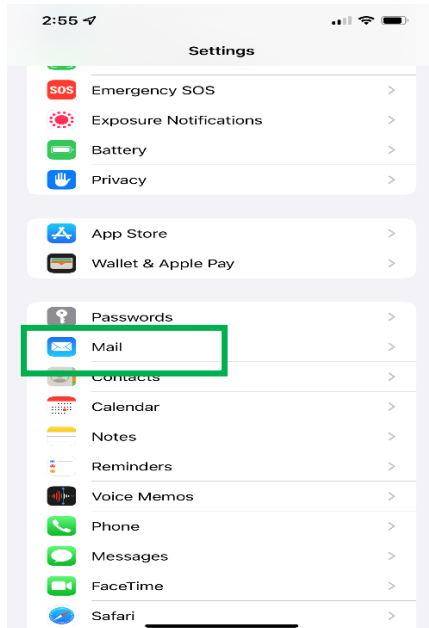 2:55
Settings
SOS Emergency SOS
Exposure Notifications
Battery
Privacy
App Store
Wallet & Apple Pay
Passwords
Mail
Contacts
Calendar
Notes
Reminders
Voice Memos
Phone
Messages
FaceTime
Safari